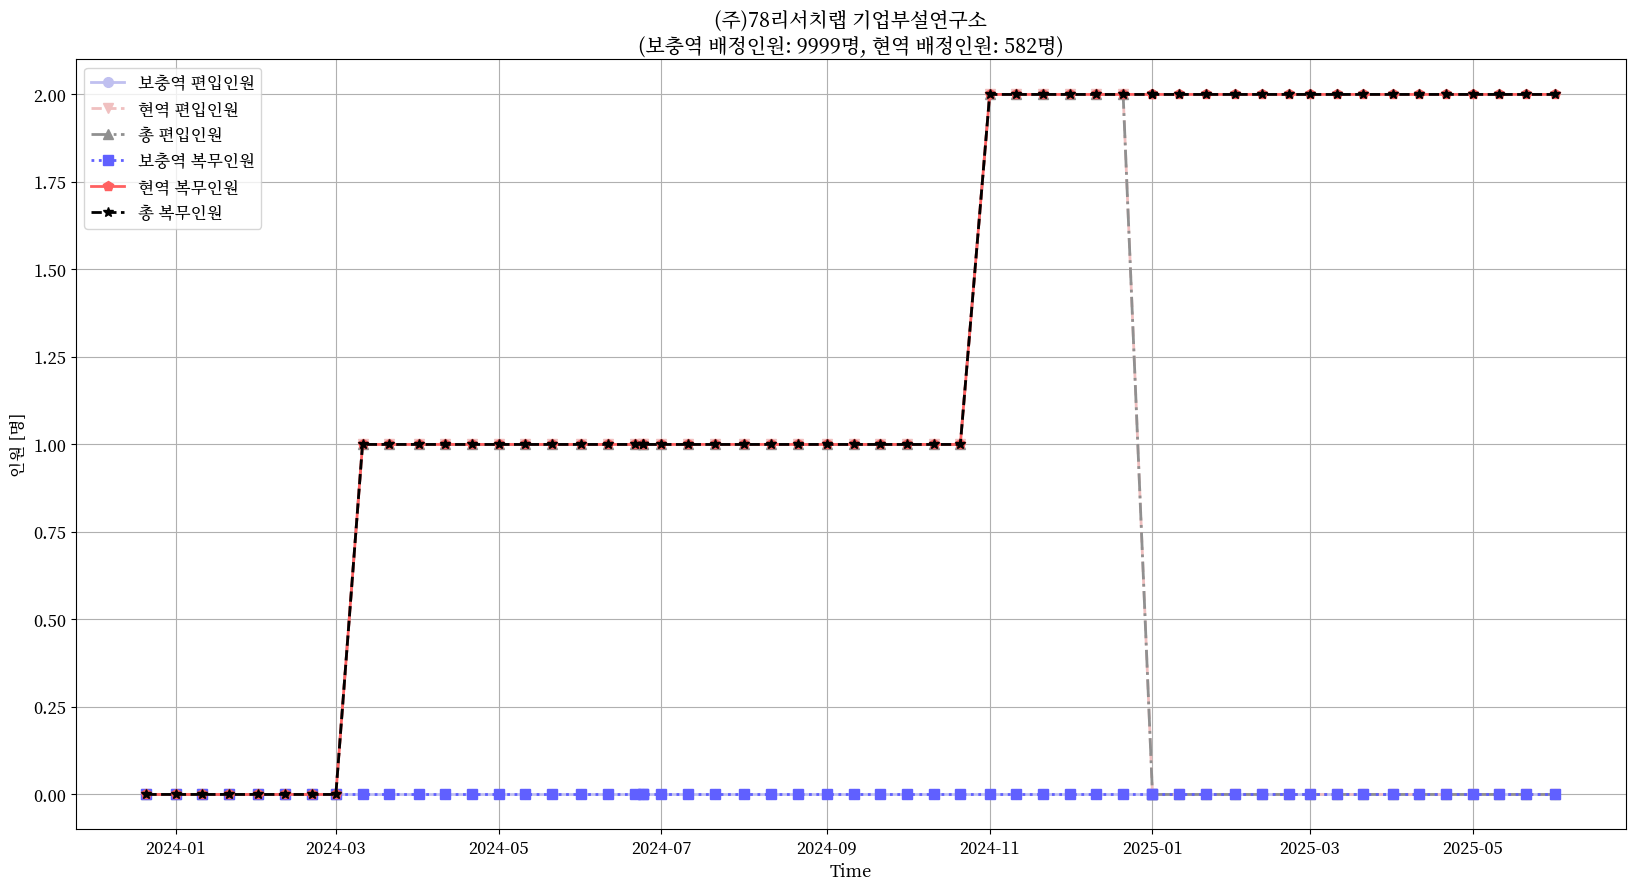 (주)78리서치랩 기업부설연구소
(보충역 배정인원: 9999명, 현역 배정인원: 582명)
보충역 편입인원
현역 편입인원
총 편입인원
보충역 복무인원
현역 복무인원
총 복무인원
2.00
1.75
1.50
1.25
1.00
0.75
0.50
0.25
0.00
인원 [명]
2024-01 2024-03 2024-05 2024-07 2024-09 2024-11 2025-01 2025-03 2025-05
Time